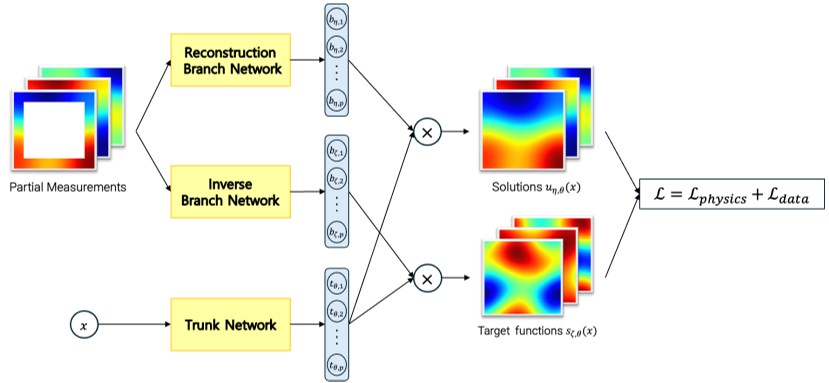 Partial Measurements
Reconstruction
Branch Network
Inverse
Branch Network
x
Trunk Network
b_{η,1}
b_{η,2}
⋮
b_{η,p}
b_{ζ,1}
b_{ζ,2}
⋮
b_{ζ,p}
t_{θ,1}
t_{θ,2}
⋮
t_{θ,p}
×
×
Solutions u_{η,θ}(x)
Target functions s_{ζ,θ}(x)
ℒ = ℒ_{physics} + ℒ_{data}